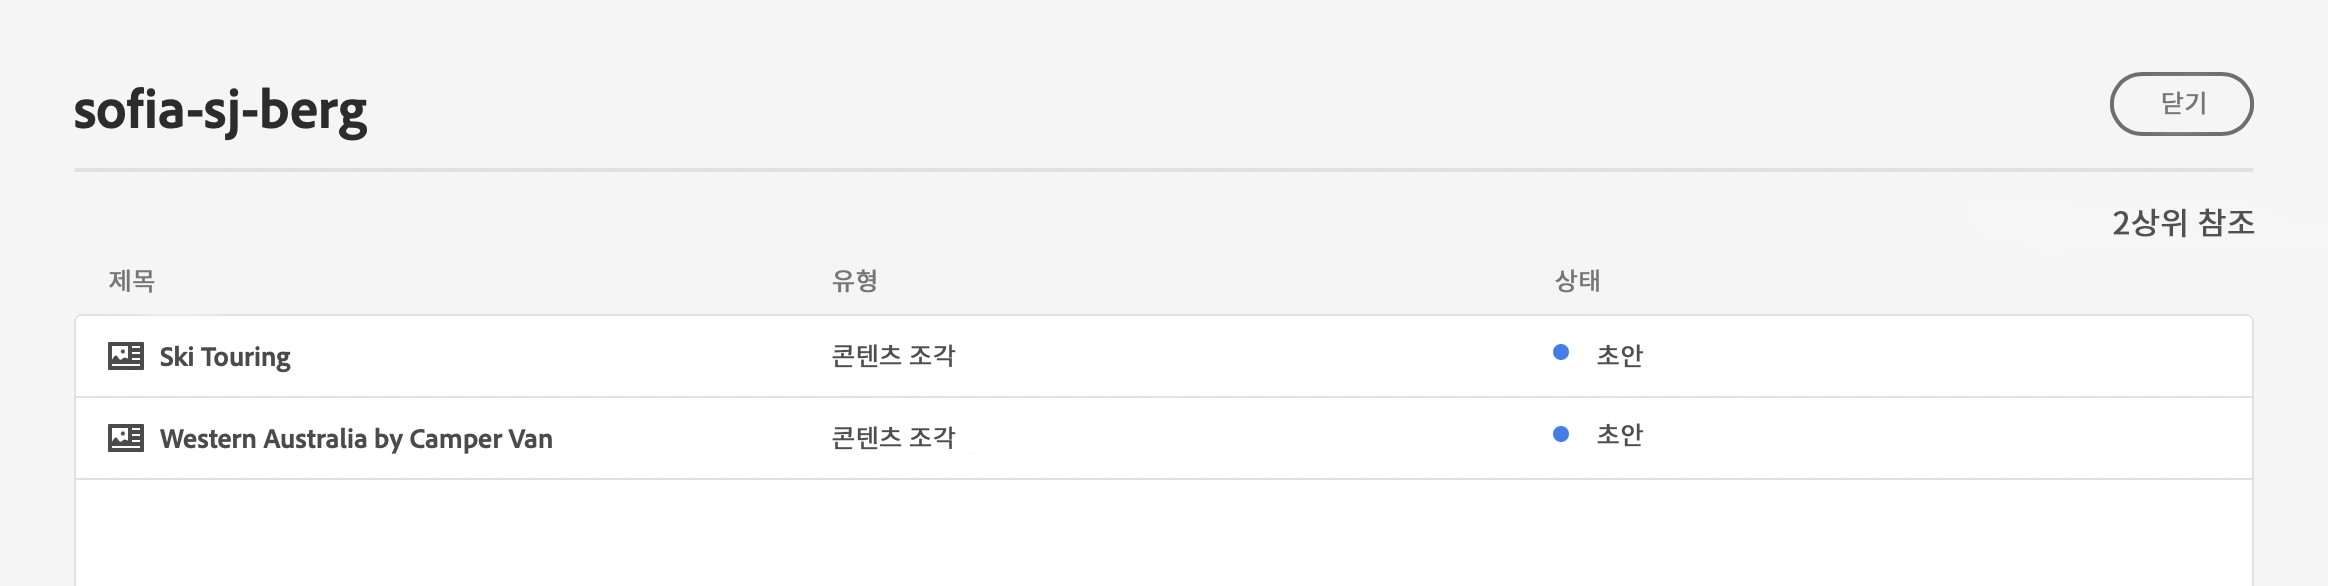 sofia-sj-berg
닫기
2상위 참조
제목 유형 상태
Ski Touring 콘텐츠 조각 초안
Western Australia by Camper Van 콘텐츠 조각 초안